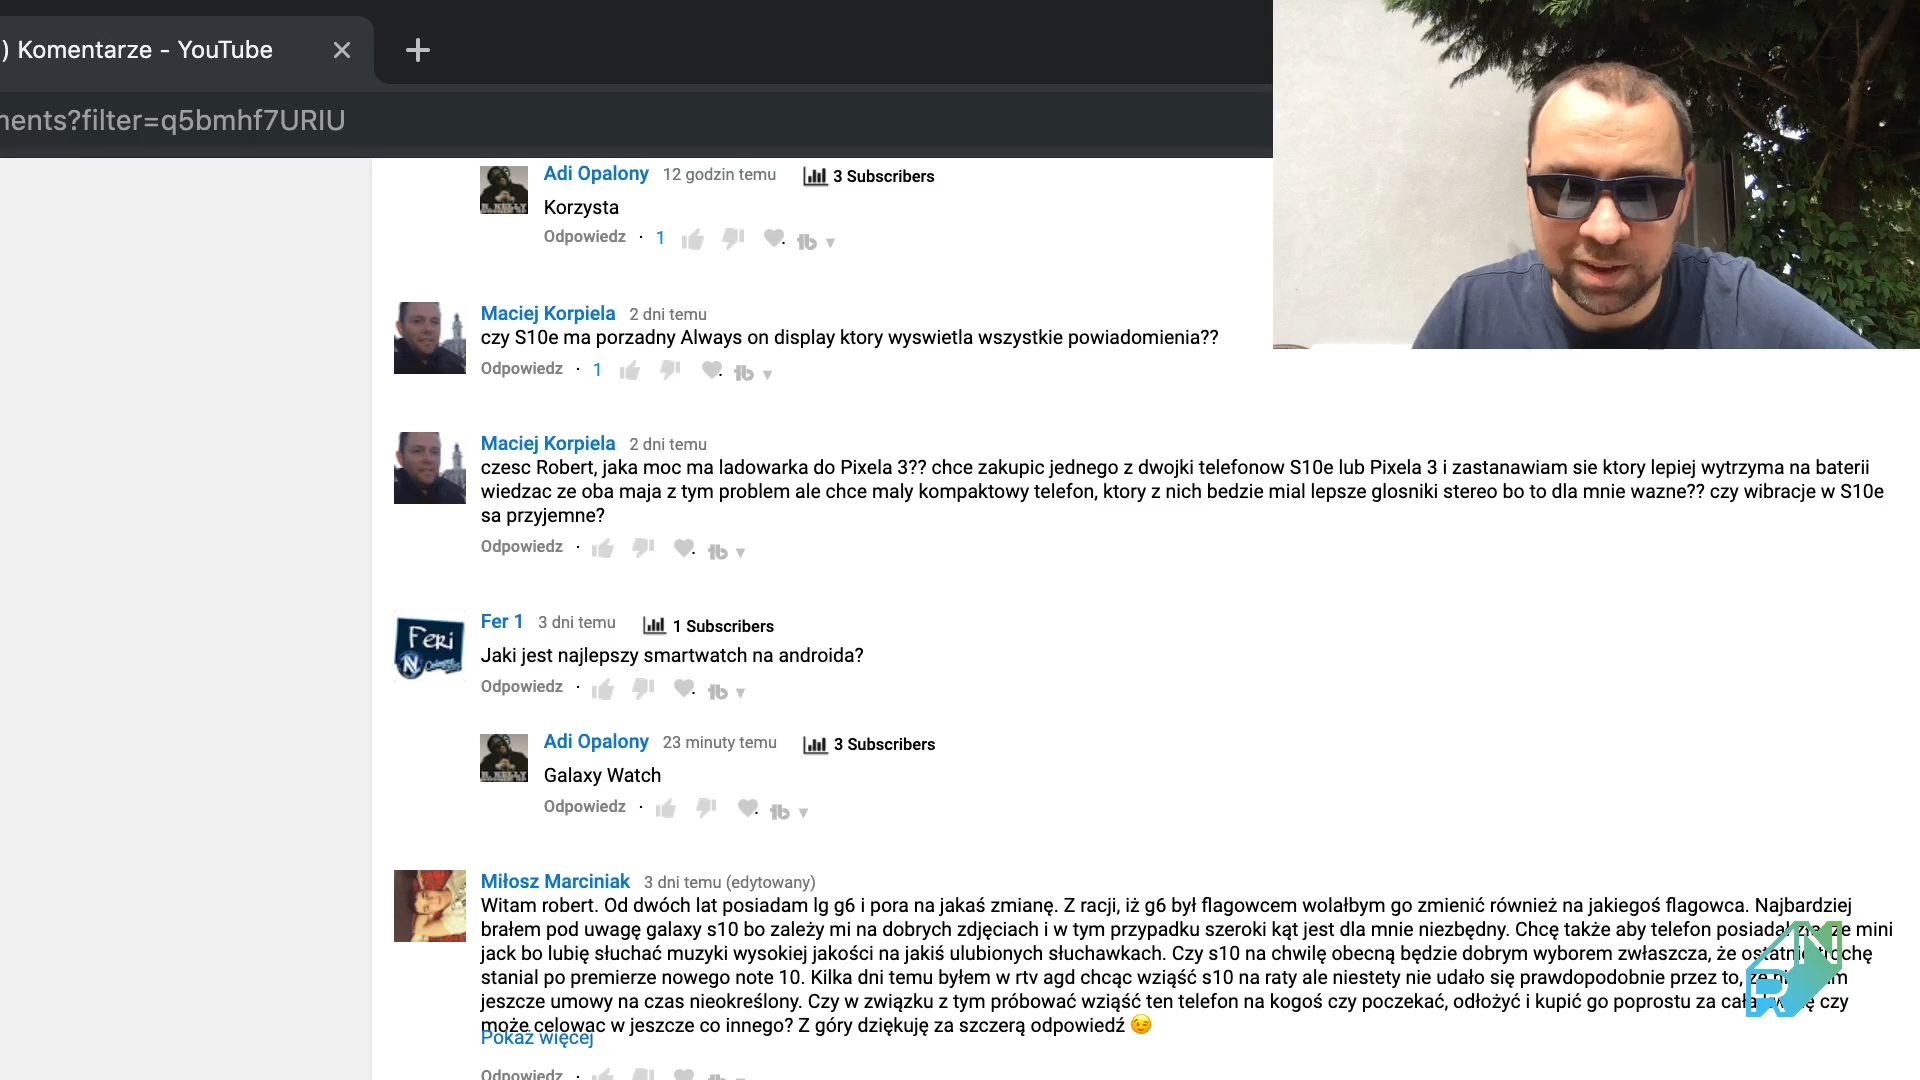 ) Komentarze - YouTube
nents?filter=q5bmhf7URIU
Adi Opalony 12 godzin temu 3 Subscribers
Korzysta
Odpowiedz · 1
Maciej Korpiela 2 dni temu
czy S10e ma porzadny Always on display ktory wyswietla wszystkie powiadomienia??
Odpowiedz · 1
Maciej Korpiela 2 dni temu
czesc Robert, jaka moc ma ladowarka do Pixela 3?? chce zakupic jednego z dwojki telefonow S10e lub Pixela 3 i zastanawiam sie ktory lepiej wytrzyma na baterii
wiedzac ze oba maja z tym problem ale chce maly kompaktowy telefon, ktory z nich bedzie mial lepsze glosniki stereo bo to dla mnie wazne?? czy wibracje w S10e
sa przyjemne?
Odpowiedz ·
Feri
Fer 1 3 dni temu 1 Subscribers
Jaki jest najlepszy smartwatch na androida?
Odpowiedz ·
Adi Opalony 23 minuty temu 3 Subscribers
Galaxy Watch
Odpowiedz ·
Miłosz Marciniak 3 dni temu (edytowany)
Witam robert. Od dwóch lat posiadam lg g6 i pora na jakaś zmianę. Z racji, iż g6 był flagowcem wolałbym go zmienić również na jakiegoś flagowca. Najbardziej
brałem pod uwagę galaxy s10 bo zależy mi na dobrych zdjęciach i w tym przypadku szeroki kąt jest dla mnie niezbędny. Chcę także aby telefon mini
jack bo lubię słuchać muzyki wysokiej jakości na jakiś ulubionych słuchawkach. Czy s10 na chwilę obecną będzie dobrym wyborem zwłaszcza, że
stanial po premierze nowego note 10. Kilka dni temu byłem w rtv agd chcąc wziąść s10 na raty ale niestety nie udało się prawdopodobnie przez to,
jeszcze umowy na czas nieokreślony. Czy w związku z tym próbować wziąść ten telefon na kogoś czy poczekać, odłożyć i kupić go poprostu za czy
może celowac w jeszcze co innego? Z góry dziękuję za szczerą odpowiedź 😉
Pokaż więcej
Odpowiedz ·